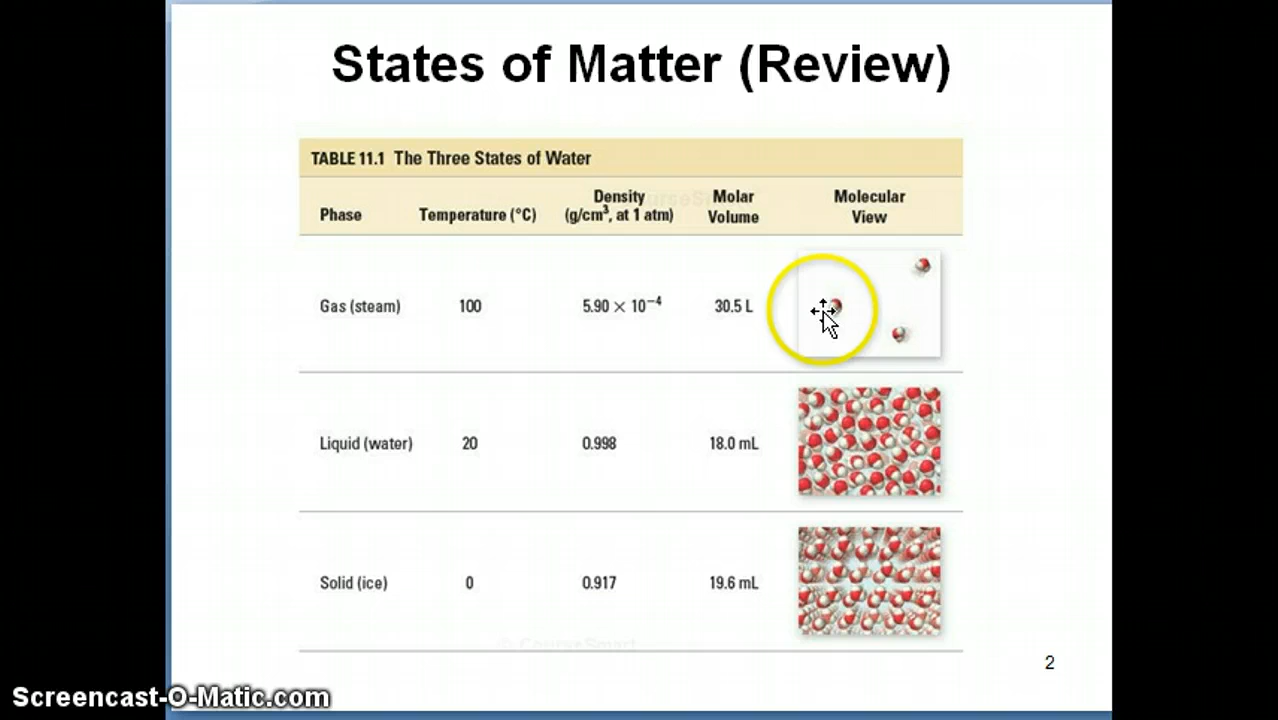 States of Matter (Review)
TABLE 11.1 The Three States of Water
Phase Temperature (°C) Density (g/cm³, at 1 atm) Molar Volume Molecular View
Gas (steam) 100 5.90 × 10⁻⁴ 30.5 L
Liquid (water) 20 0.998 18.0 mL
Solid (ice) 0 0.917 19.6 mL
© CourseSmart
2
Screencast-O-Matic.com